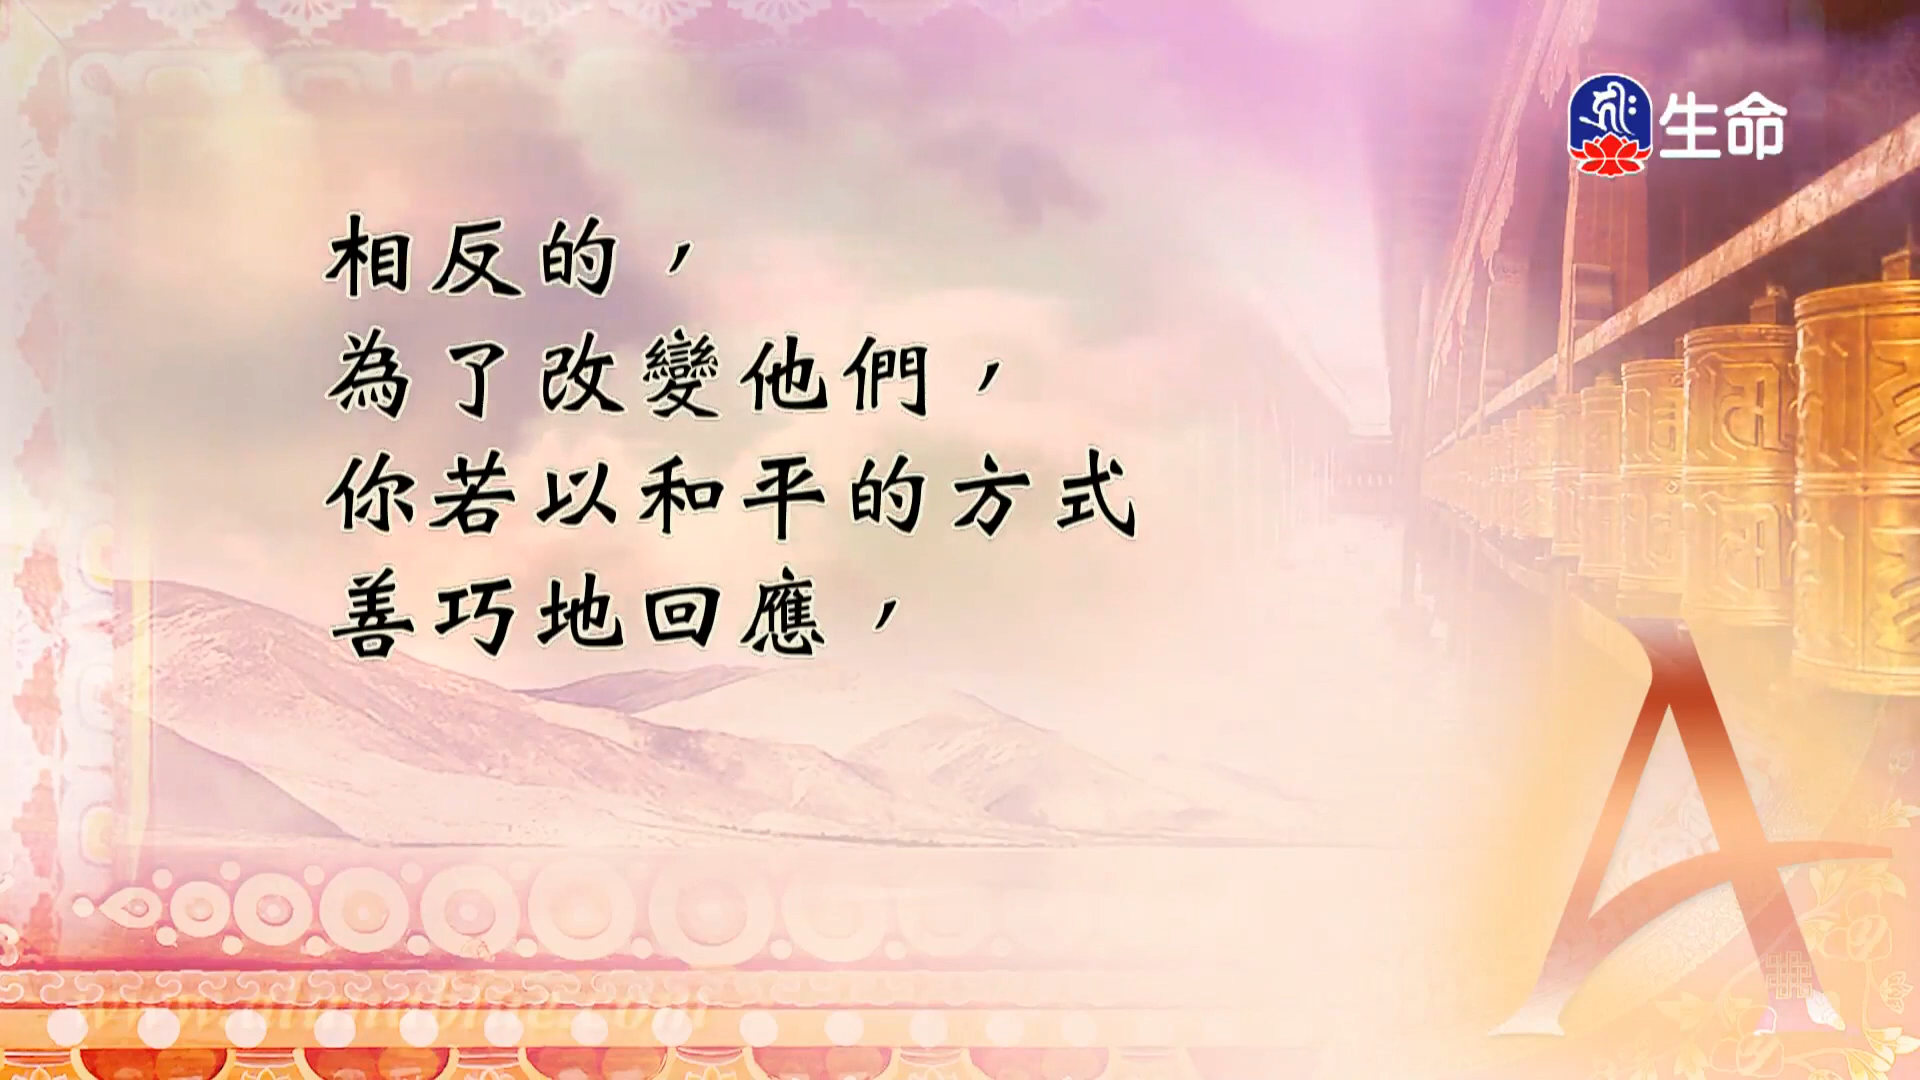 生命
相反的，
為了改變他們，
你若以和平的方式
善巧地回應，
A